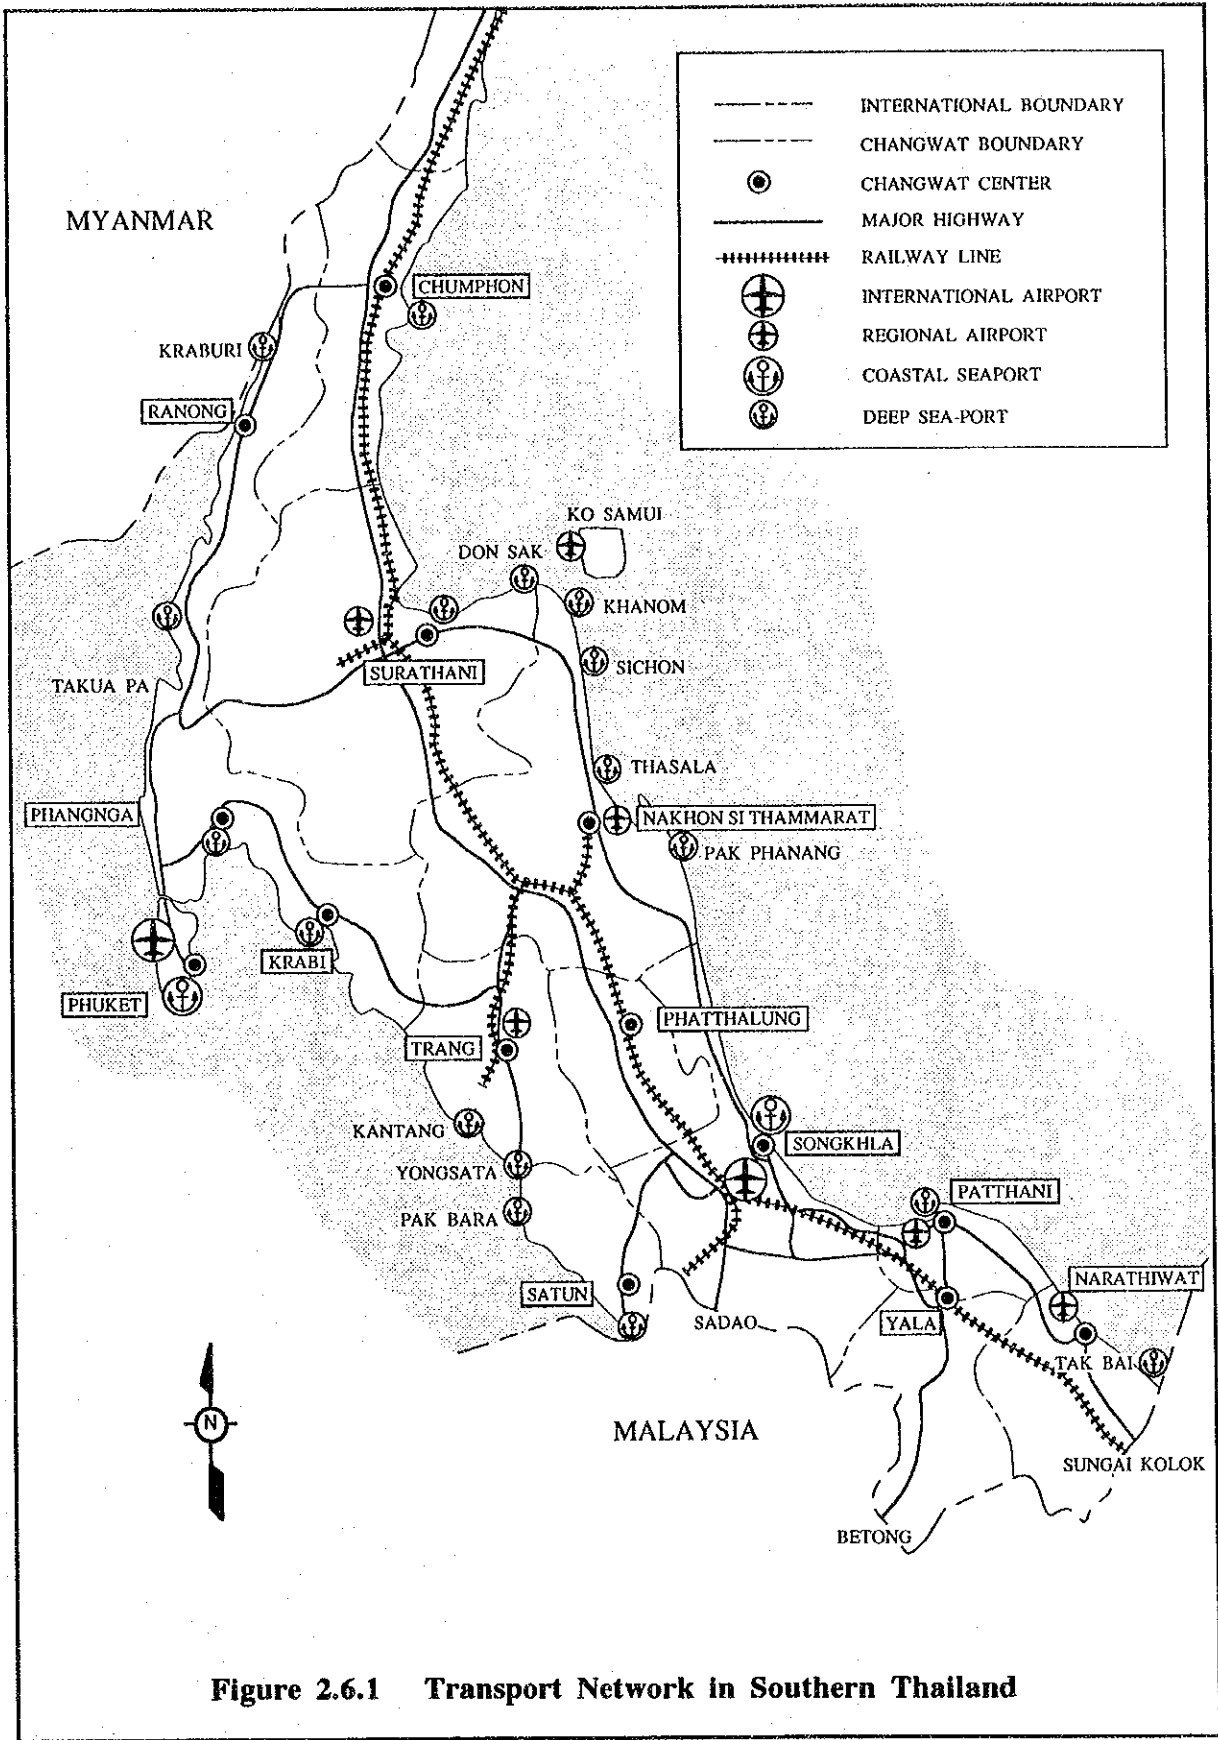 INTERNATIONAL BOUNDARY
CHANGWAT BOUNDARY
CHANGWAT CENTER
MAJOR HIGHWAY
RAILWAY LINE
INTERNATIONAL AIRPORT
REGIONAL AIRPORT
COASTAL SEAPORT
DEEP SEA-PORT
MYANMAR
CHUMPHON
KRABURI
RANONG
KO SAMUI
DON SAK
KHANOM
SICHON
SURATHANI
TAKUA PA
THASALA
PHANGNGA
NAKHON SI THAMMARAT
PAK PHANANG
KRABI
PHUKET
PHATTHALUNG
TRANG
KANTANG
SONGKHLA
YONGSATA
PATTHANI
PAK BARA
SATUN
NARATHIWAT
SADAO
YALA
TAK BAI
MALAYSIA
N
SUNGAI KOLOK
BETONG
Figure 2.6.1 Transport Network in Southern Thailand